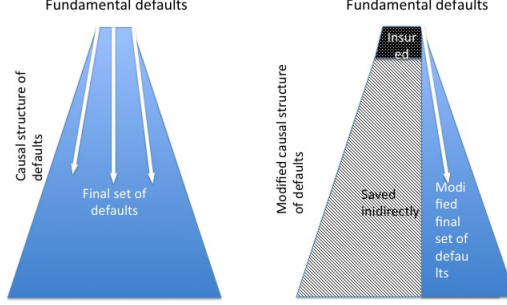 Fundamental defaults
Causal structure of
defaults
Final set of
defaults
Fundamental defaults
Modified causal structure
of defaults
Insur
ed
Saved
inidirectly
Modi
fied
final
set of
defau
lts